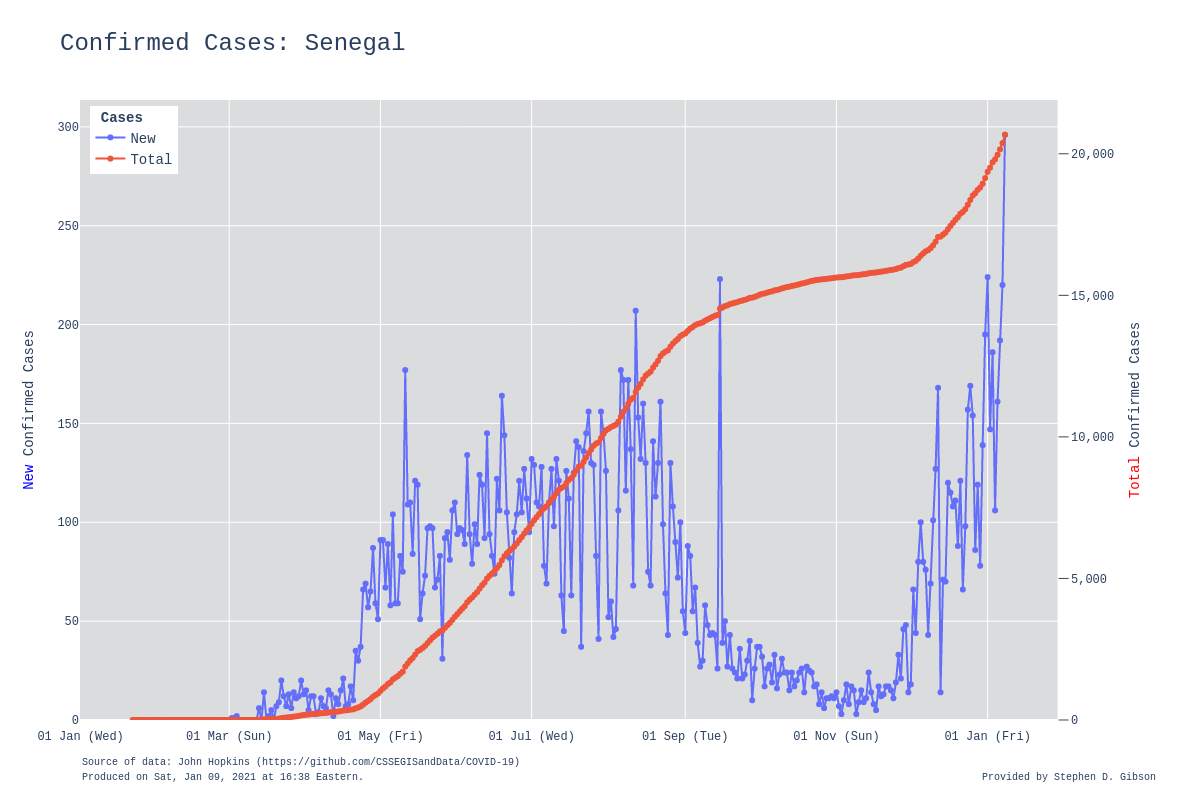 Confirmed Cases: Senegal
Cases
New
Total
300
250
200
150
100
50
0
20,000
15,000
10,000
5,000
0
New Confirmed Cases
Total Confirmed Cases
01 Jan (Wed) 01 Mar (Sun) 01 May (Fri) 01 Jul (Wed) 01 Sep (Tue) 01 Nov (Sun) 01 Jan (Fri)
Source of data: John Hopkins (https://github.com/CSSEGISandData/COVID-19)
Produced on Sat, Jan 09, 2021 at 16:38 Eastern.
Provided by Stephen D. Gibson